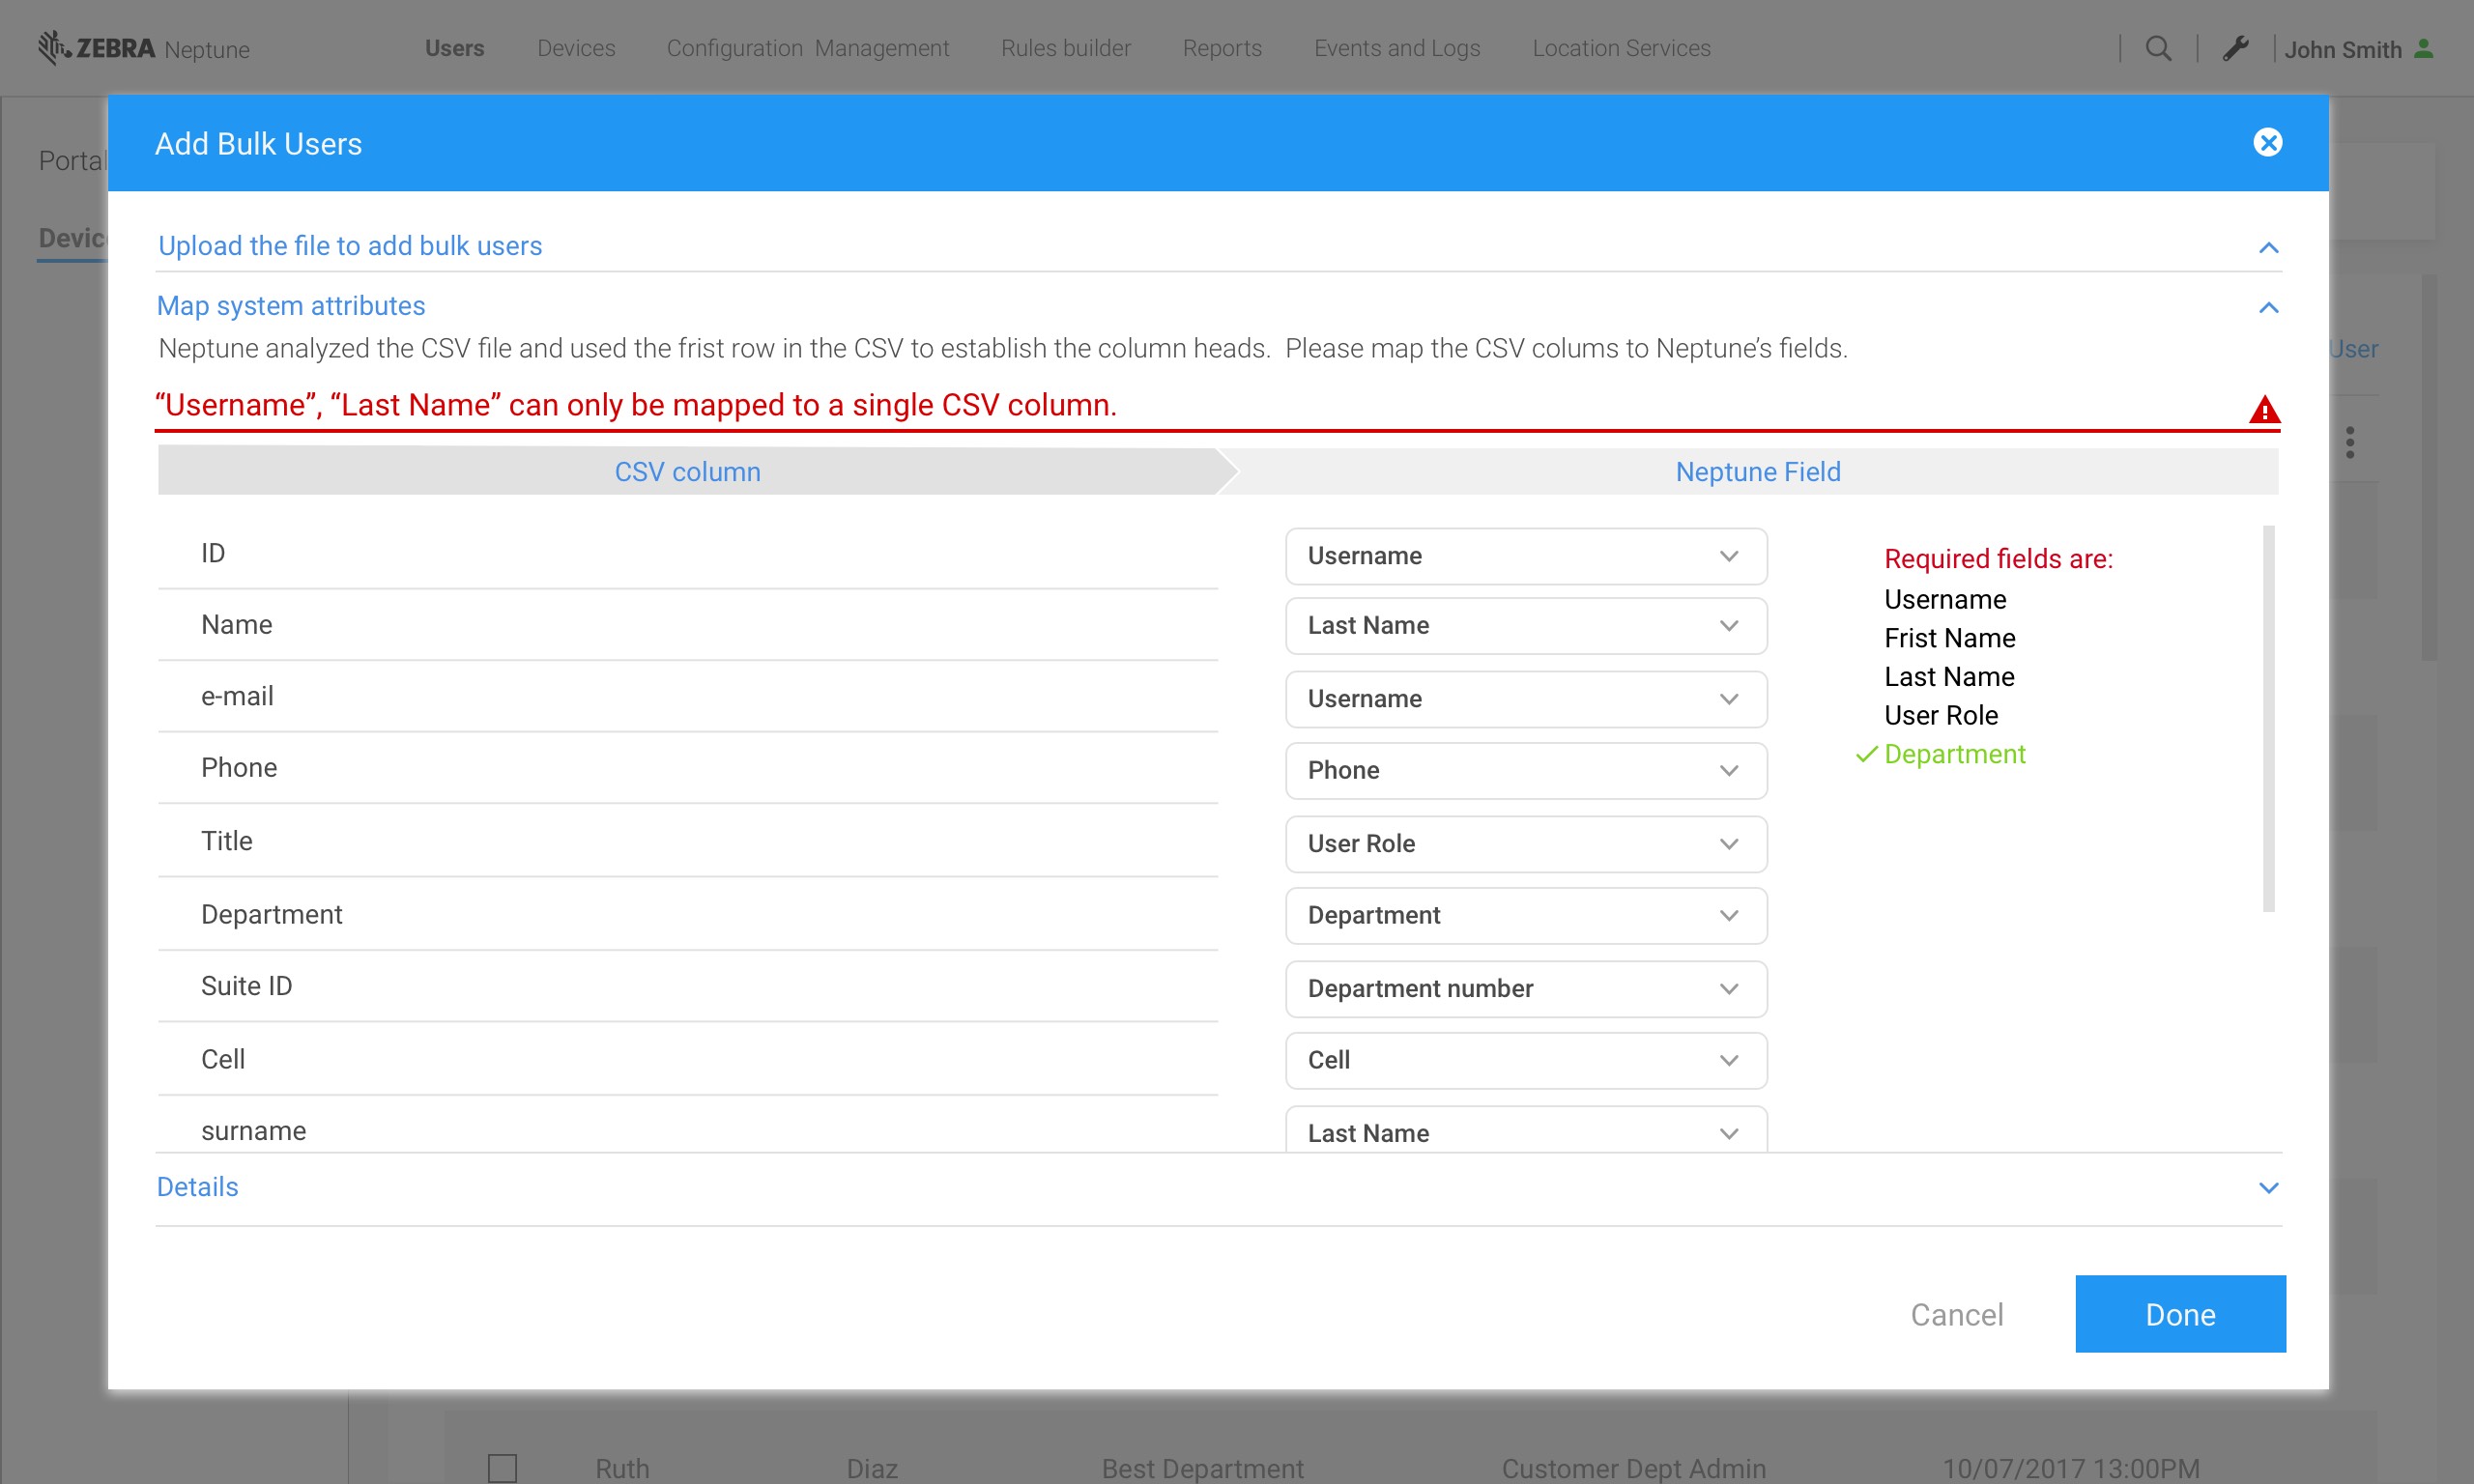 ZEBRA Neptune Users Devices Configuration Management Rules builder Reports Events and Logs Location Services John Smith
Add Bulk Users
Portal
Devic
Upload the file to add bulk users
Map system attributes
Neptune analyzed the CSV file and used the frist row in the CSV to establish the column heads. Please map the CSV colums to Neptune’s fields.
User
“Username”, “Last Name” can only be mapped to a single CSV column.
CSV column Neptune Field
ID Username
Name Last Name
e-mail Username
Phone Phone
Title User Role
Department Department
Suite ID Department number
Cell Cell
surname Last Name
Required fields are:
Username
Frist Name
Last Name
User Role
Department
Details
Cancel Done
Ruth Diaz Best Department Customer Dept Admin 10/07/2017 13:00PM